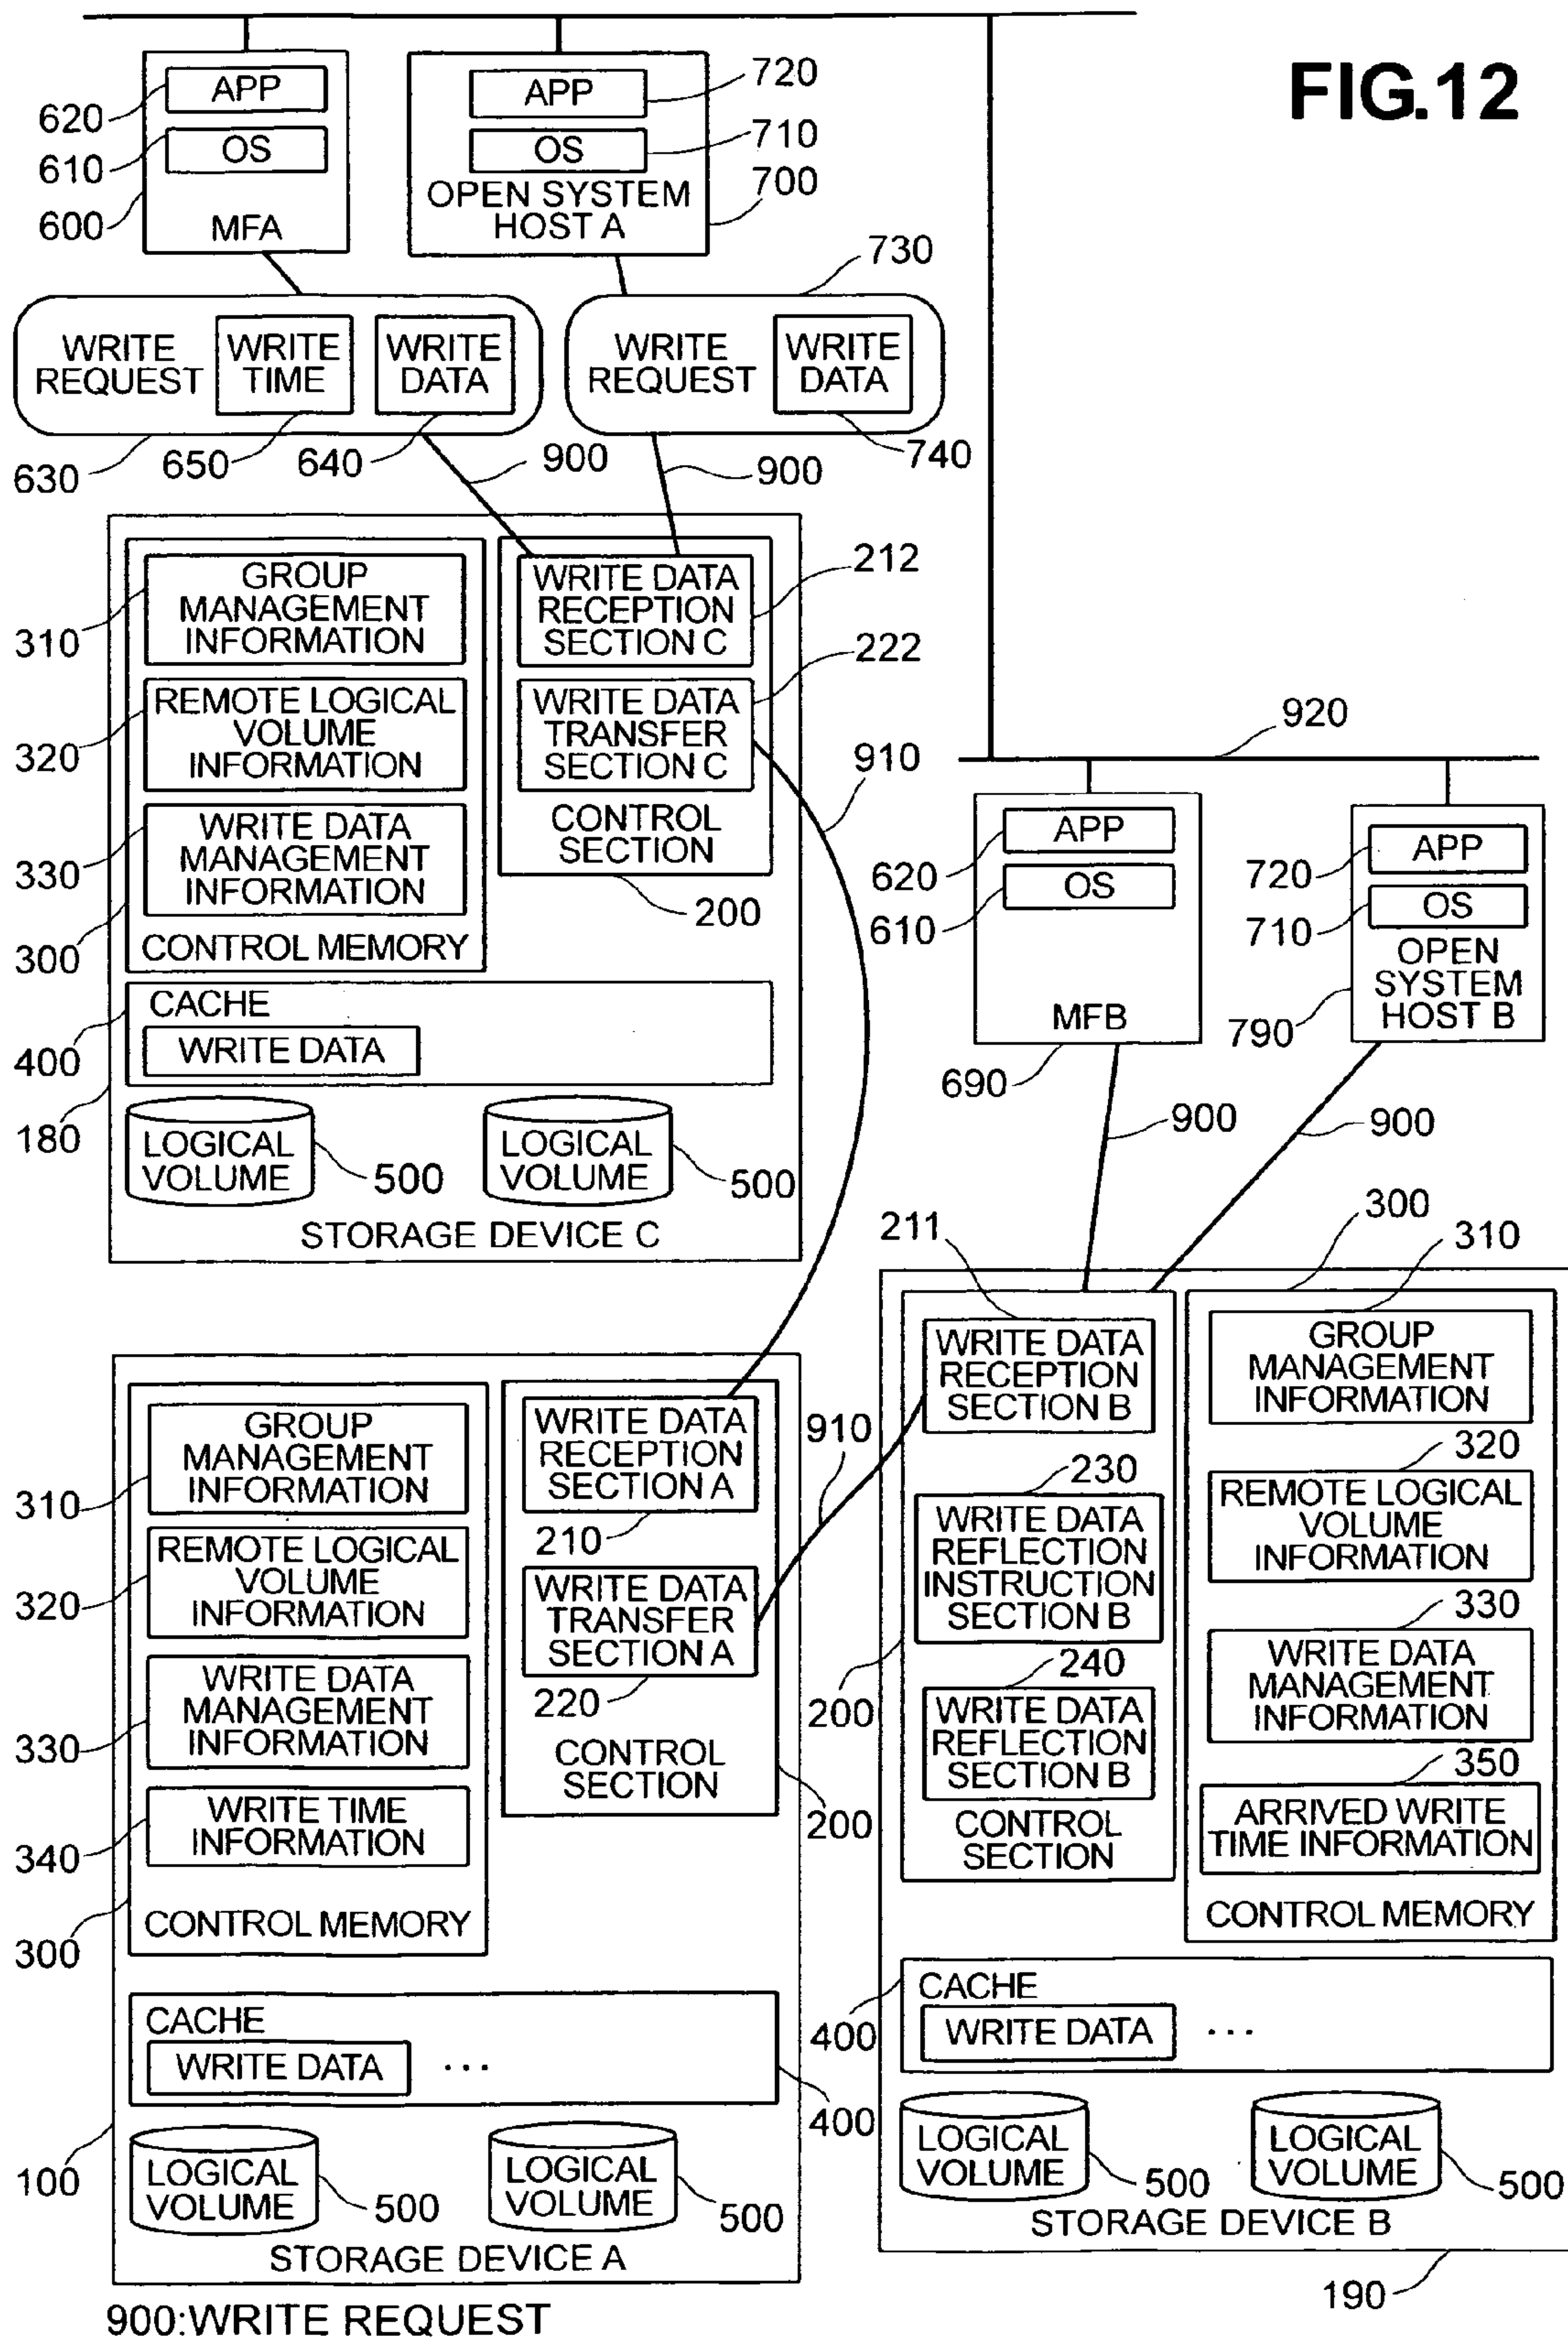 FIG.12
APP
620
OS
610
600
MFA
APP
720
OS
710
700
OPEN SYSTEM
HOST A
730
WRITE
REQUEST
WRITE
TIME
WRITE
DATA
WRITE
REQUEST
WRITE
DATA
630
650
640
900
900
740
GROUP
MANAGEMENT
INFORMATION
310
REMOTE LOGICAL
VOLUME
INFORMATION
320
WRITE DATA
MANAGEMENT
INFORMATION
330
CONTROL MEMORY
300
WRITE DATA
RECEPTION
SECTION C
212
WRITE DATA
TRANSFER
SECTION C
222
CONTROL
SECTION
200
910
CACHE
WRITE DATA
400
180
LOGICAL
VOLUME
500
LOGICAL
VOLUME
500
STORAGE DEVICE C
920
APP
620
OS
610
MFB
690
APP
720
OS
710
OPEN
SYSTEM
HOST B
790
900
900
GROUP
MANAGEMENT
INFORMATION
310
REMOTE LOGICAL
VOLUME
INFORMATION
320
WRITE DATA
MANAGEMENT
INFORMATION
330
WRITE TIME
INFORMATION
340
CONTROL MEMORY
300
WRITE DATA
RECEPTION
SECTION A
210
WRITE DATA
TRANSFER
SECTION A
220
CONTROL
SECTION
200
910
CACHE
WRITE DATA
...
400
100
LOGICAL
VOLUME
500
LOGICAL
VOLUME
500
STORAGE DEVICE A
211
WRITE DATA
RECEPTION
SECTION B
230
WRITE DATA
REFLECTION
INSTRUCTION
SECTION B
240
WRITE DATA
REFLECTION
SECTION B
CONTROL
SECTION
200
300
310
GROUP
MANAGEMENT
INFORMATION
320
REMOTE LOGICAL
VOLUME
INFORMATION
330
WRITE DATA
MANAGEMENT
INFORMATION
350
ARRIVED WRITE
TIME INFORMATION
CONTROL MEMORY
CACHE
WRITE DATA
...
400
LOGICAL
VOLUME
500
LOGICAL
VOLUME
500
STORAGE DEVICE B
190
900:WRITE REQUEST